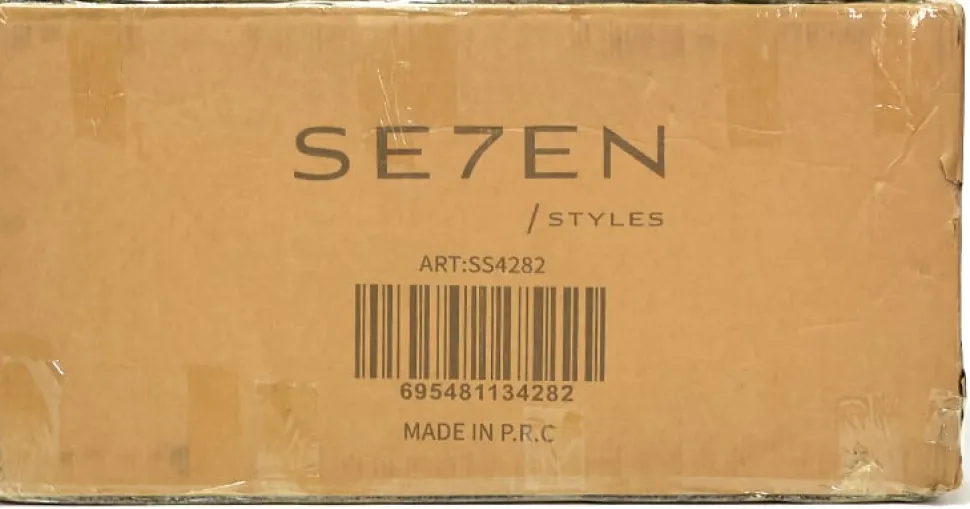 SE7EN
/STYLES
ART:SS4282
695481134282
MADE IN P.R.C